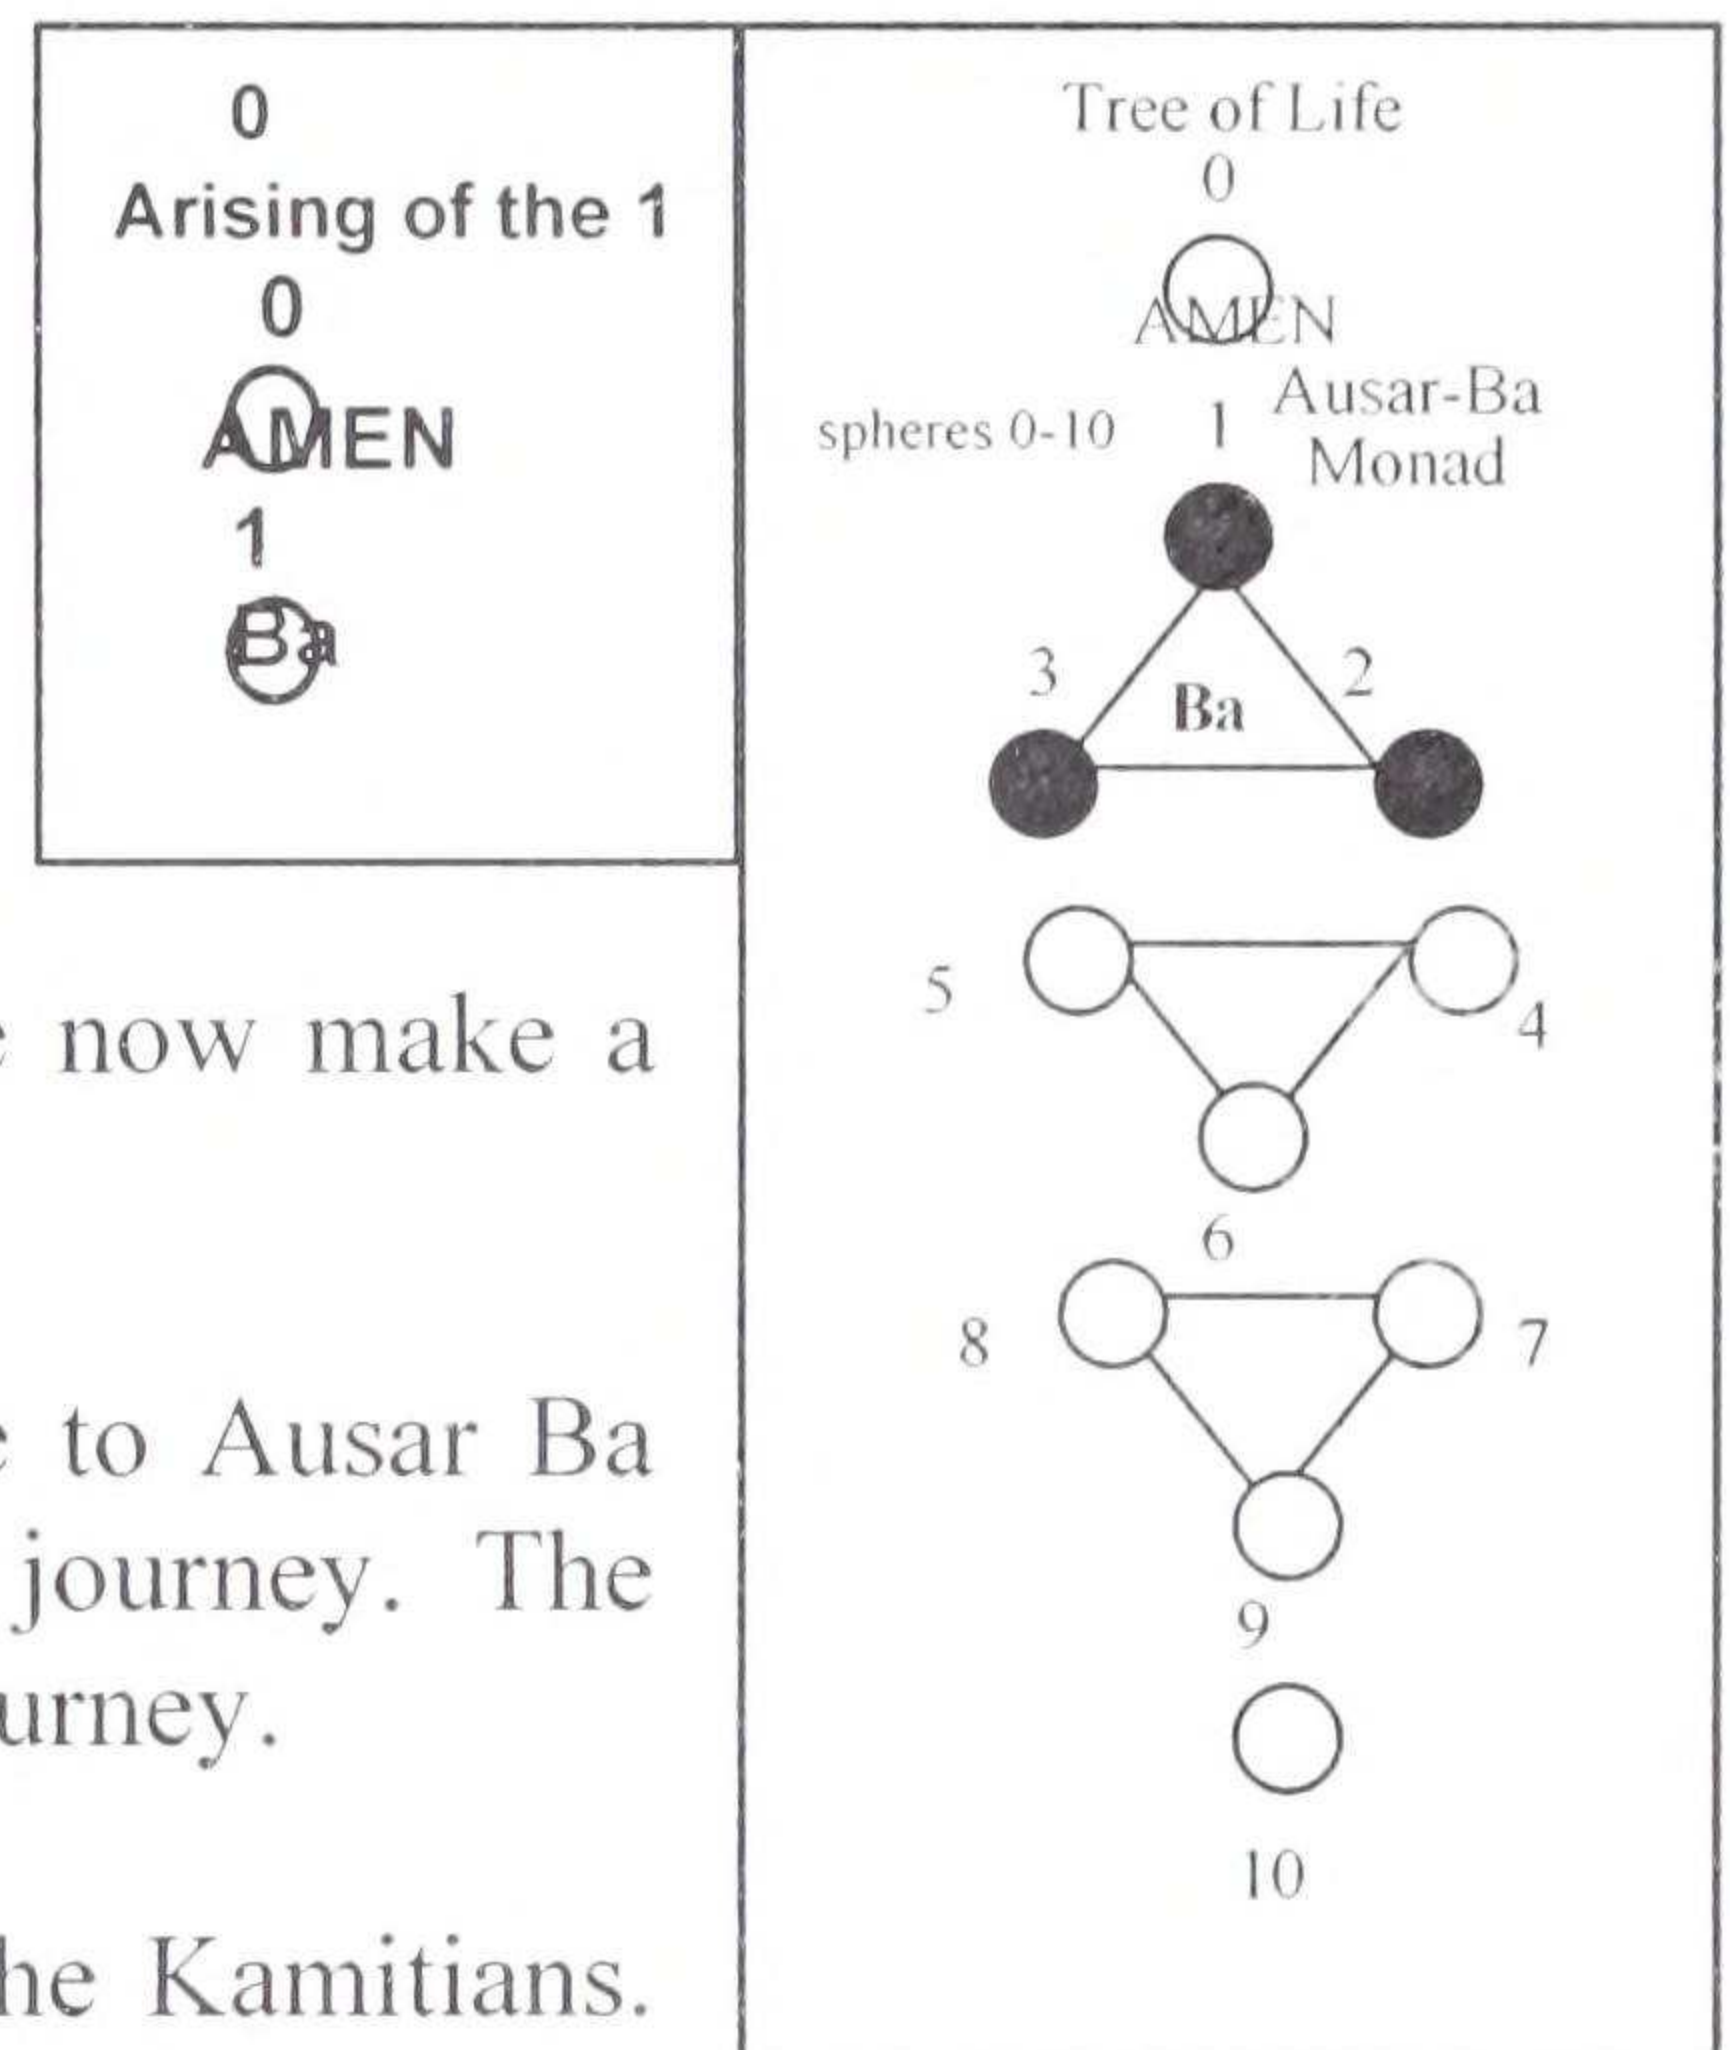 0
Arising of the 1
0
AMEN
1
Ba
now make a
to Ausar Ba
journey. The
urney.
he Kamitians.
Tree of Life
0
AMEN
spheres 0-10 1 Ausar-Ba
Monad
3 Ba 2
5
4
6
8 7
9
10